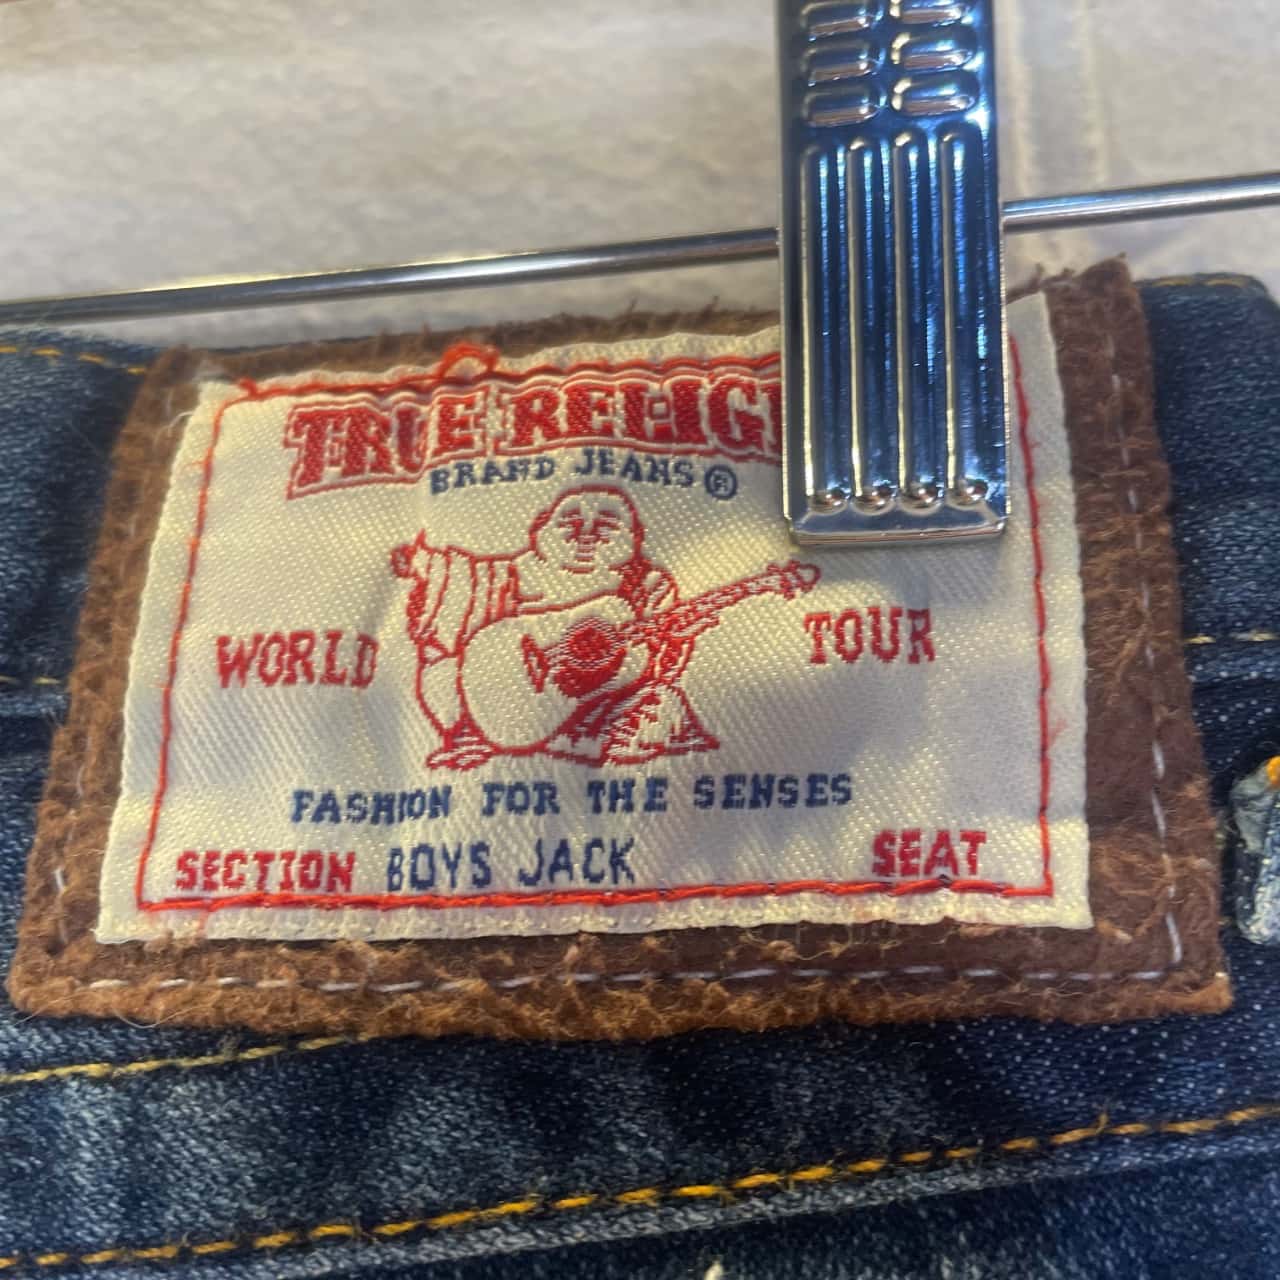 TRUE RELIGI
BRAND JEANS®
WORLD TOUR
FASHION FOR THE SENSES
SECTION BOYS JACK SEAT